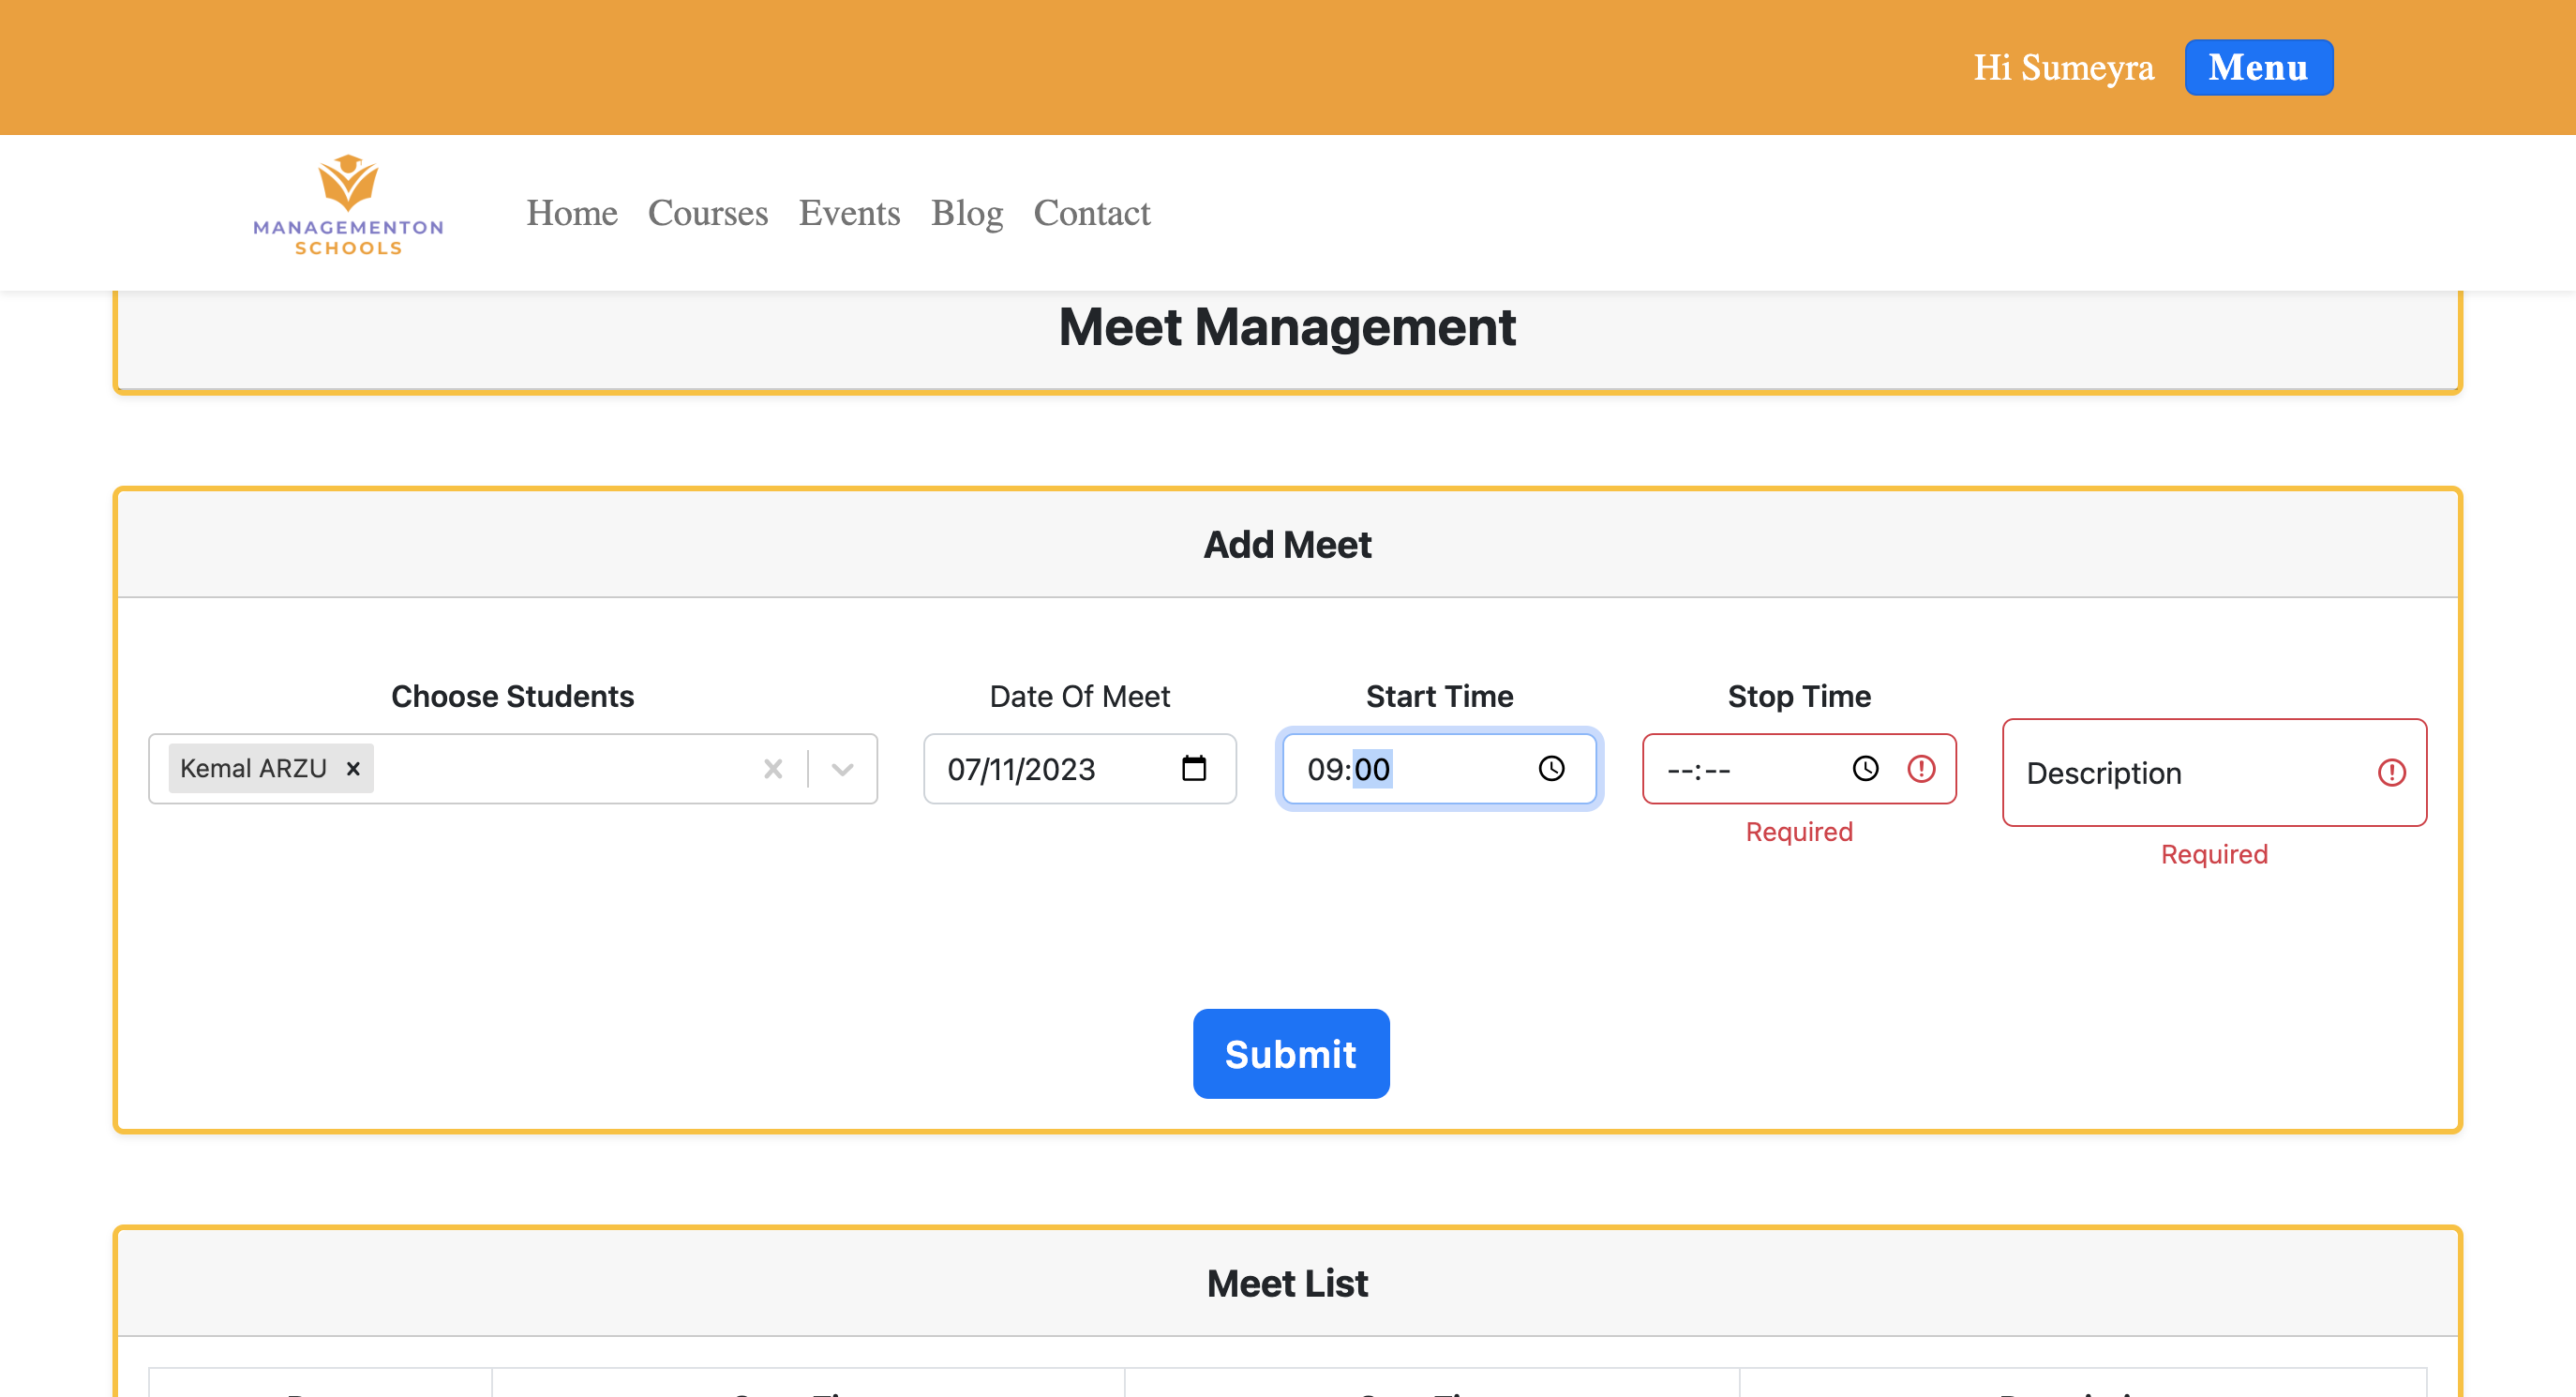 Hi Sumeyra Menu
MANAGEMENTON
SCHOOLS
Home Courses Events Blog Contact
Meet Management
Add Meet
Choose Students Date Of Meet Start Time Stop Time
Kemal ARZU × 07/11/2023 09:00 --:-- Description
Required Required
Submit
Meet List